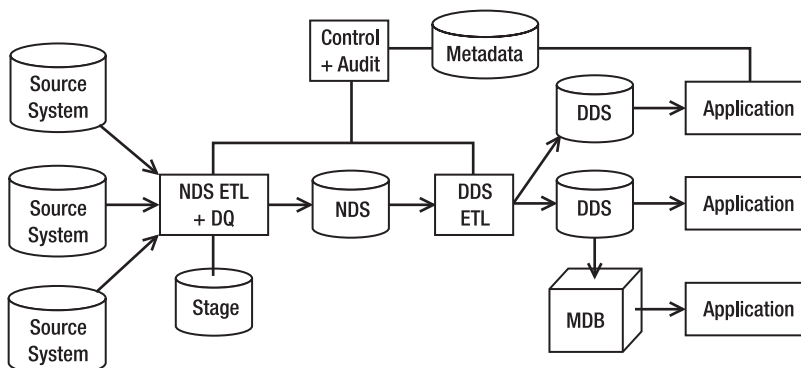 Control
+ Audit
Metadata
Source
System
DDS
Application
Source
System
NDS ETL
+ DQ
NDS
DDS
ETL
DDS
Application
Stage
Source
System
MDB
Application